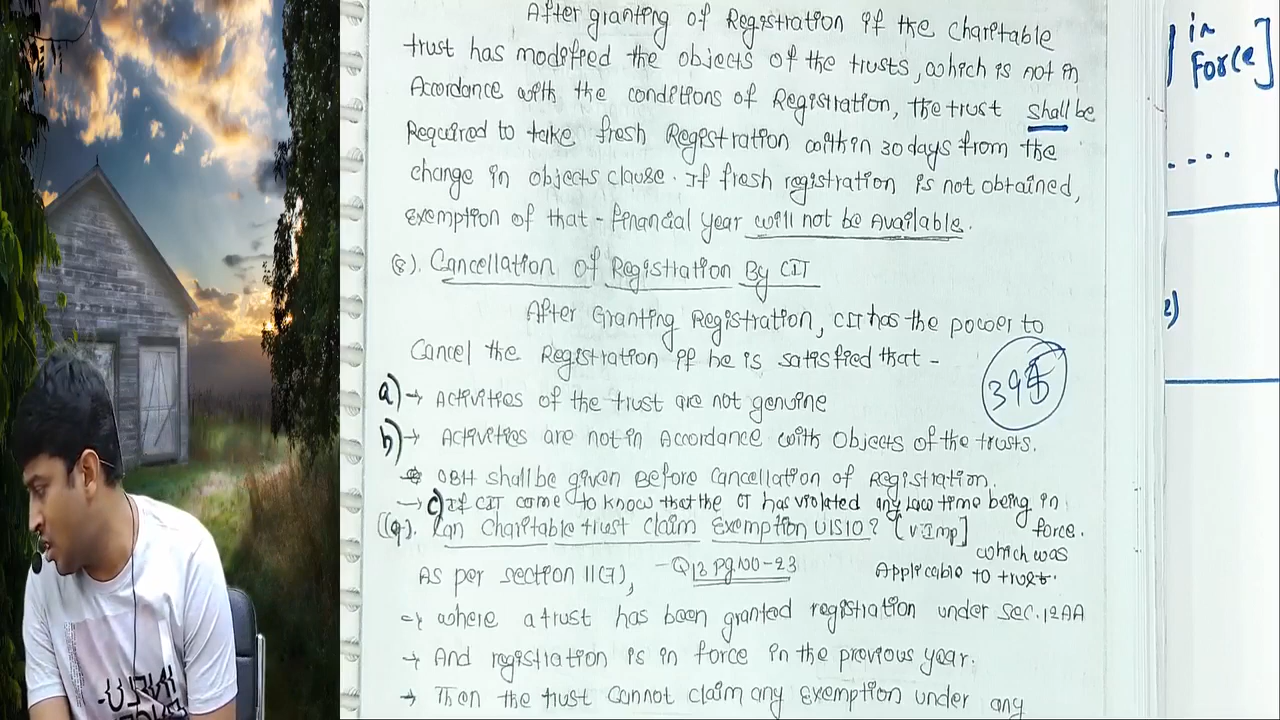 After granting of Registration if the charitable
trust has modified the objects of the trusts, which is not in
Accordance with the conditions of Registration, the trust shall be
Required to take fresh Registration within 30 days from the
change in objects clause. If fresh registration is not obtained,
Exemption of that - financial year will not be Available.
(8). Cancellation of Registration By CIT
After Granting Registration, CIT has the power to
Cancel the Registration if he is satisfied that -
a) → Activities of the trust are not genuine
b) → Activities are not in Accordance with Objects of the trusts.
OBH shall be given Before cancellation of Registration.
→ c) If CIT come to know that the CT has violated any Law time being in
force.
which was
Applicable to trust.
(9). Can Charitable trust claim Exemption U/S 10? [V.Imp]
As per section 11(7), - Q13 Pg NO - 23
→ where a trust has been granted registration under sec. 12AA
→ And registration is in force in the previous year.
→ Then the trust cannot claim any Exemption under any
in
Force]
....
2)